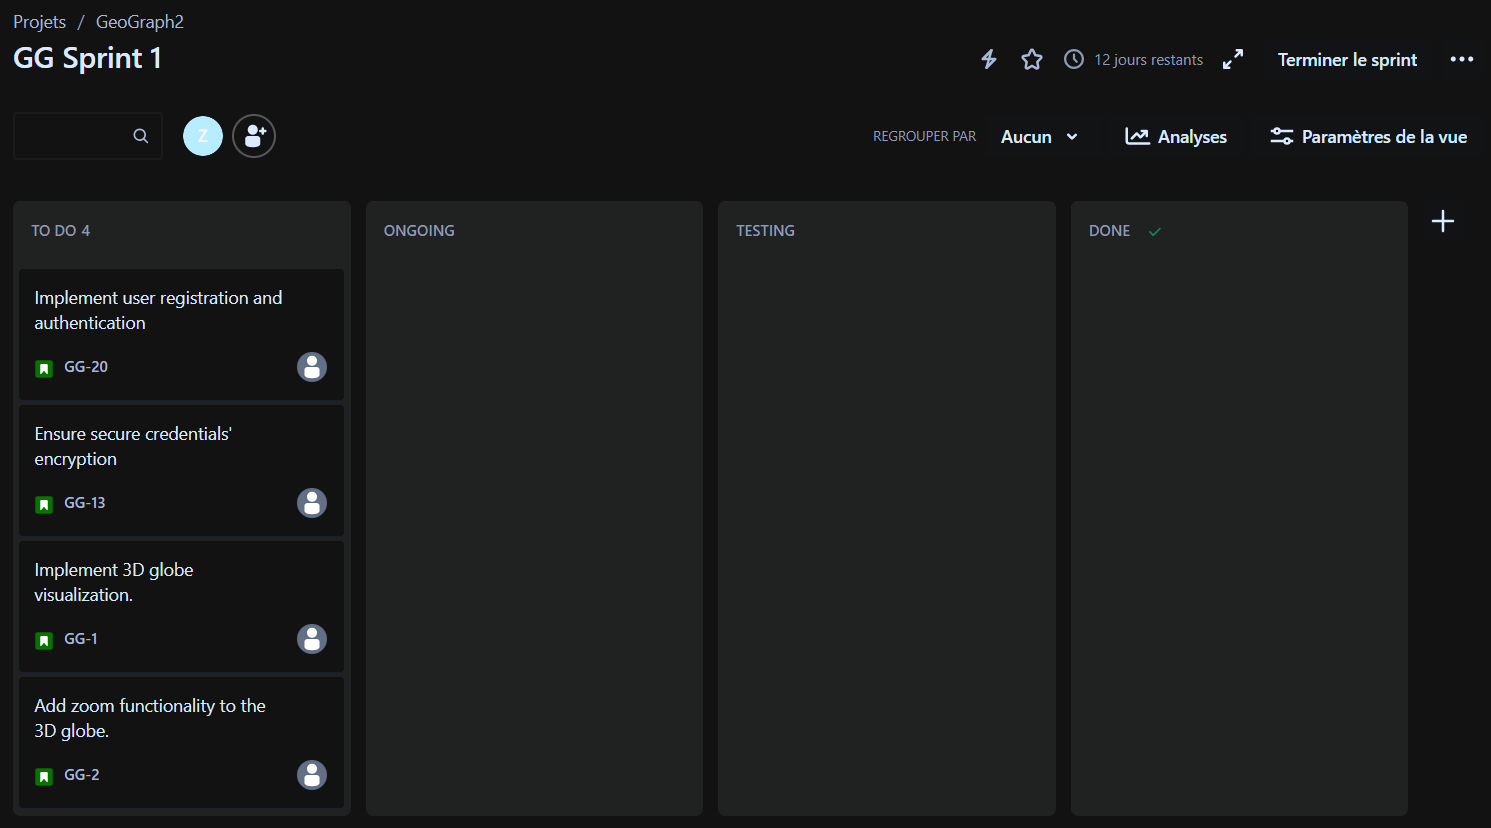 Projets / GeoGraph2
GG Sprint 1
12 jours restants
Terminer le sprint
Z
REGROUPER PAR
Aucun
Analyses
Paramètres de la vue
TO DO 4
ONGOING
TESTING
DONE
Implement user registration and
authentication
GG-20
Ensure secure credentials'
encryption
GG-13
Implement 3D globe
visualization.
GG-1
Add zoom functionality to the
3D globe.
GG-2